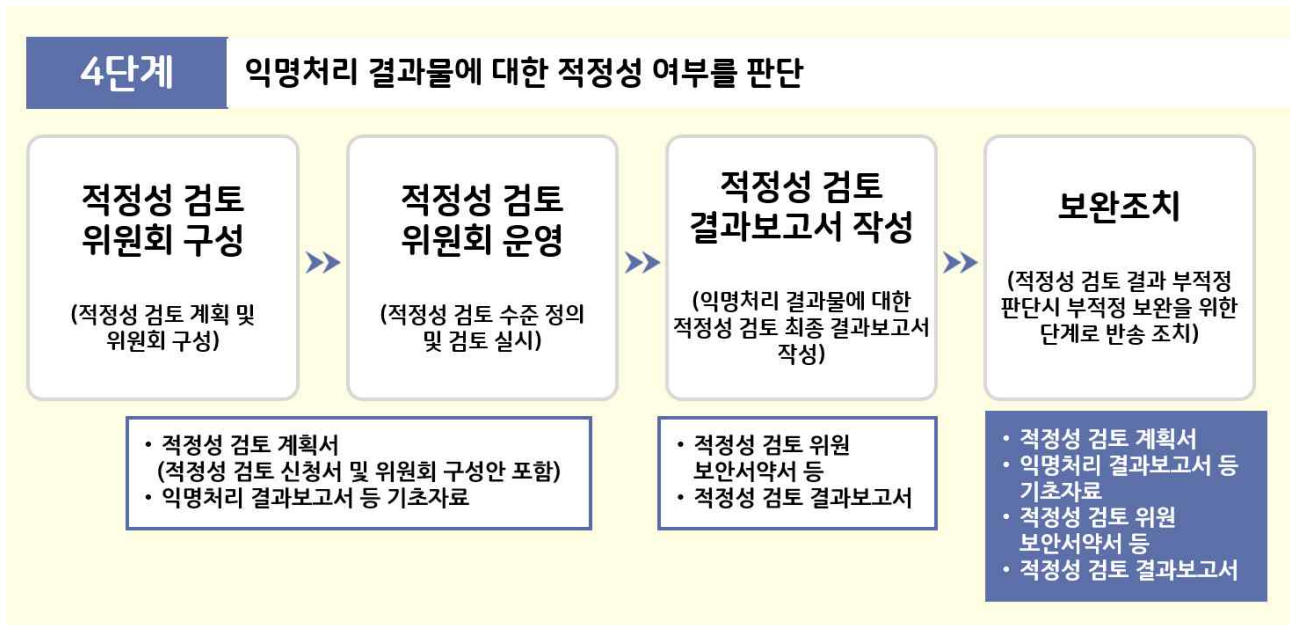 4단계
익명처리 결과물에 대한 적정성 여부를 판단
적정성 검토
위원회 구성
(적정성 검토 계획 및
위원회 구성)
적정성 검토
위원회 운영
(적정성 검토 수준 정의
및 검토 실시)
적정성 검토
결과보고서 작성
(익명처리 결과물에 대한
적정성 검토 최종 결과보고서
작성)
보완조치
(적정성 검토 결과 부적정
판단시 부적정 보완을 위한
단계로 반송 조치)
• 적정성 검토 계획서
(적정성 검토 신청서 및 위원회 구성안 포함)
• 익명처리 결과보고서 등 기초자료
• 적정성 검토 위원
보안서약서 등
• 적정성 검토 결과보고서
• 적정성 검토 계획서
• 익명처리 결과보고서 등
기초자료
• 적정성 검토 위원
보안서약서 등
• 적정성 검토 결과보고서